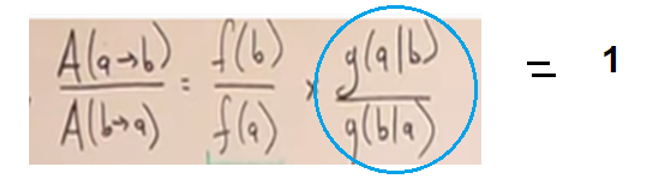 A(a→b)/A(b→a) = f(b)/f(a) × g(a|b)/g(b|a) = 1